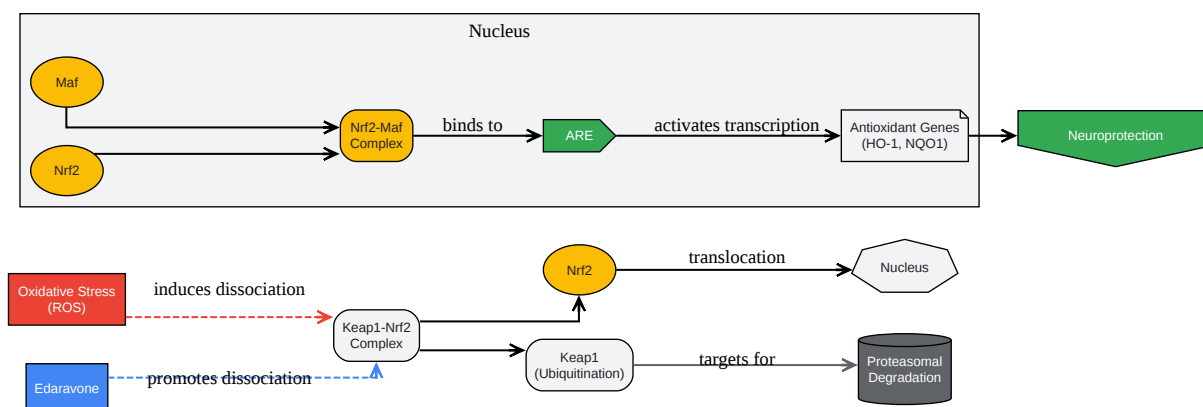 Nucleus
Maf
Nrf2
Nrf2-Maf
Complex
binds to
ARE
activates transcription
Antioxidant Genes
(HO-1, NQO1)
Neuroprotection
Oxidative Stress
(ROS)
induces dissociation
Edaravone
promotes dissociation
Keap1-Nrf2
Complex
Nrf2
translocation
Nucleus
Keap1
(Ubiquitination)
targets for
Proteasomal
Degradation